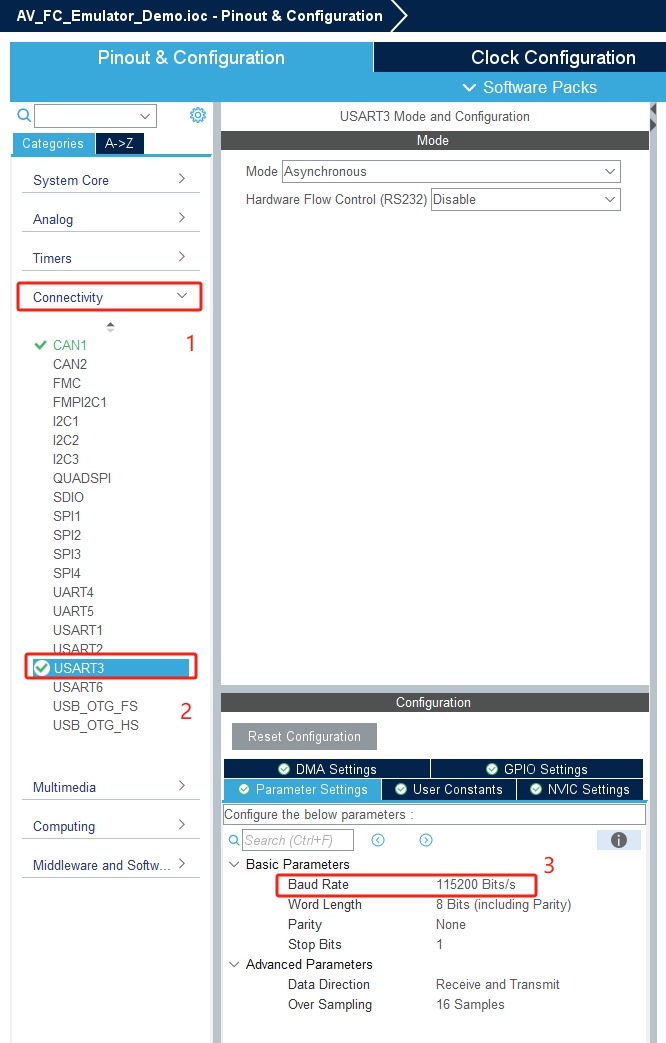 AV_FC_Emulator_Demo.ioc - Pinout & Configuration
Pinout & Configuration
Clock Configuration
Software Packs
Categories
A->Z
System Core
Analog
Timers
Connectivity
1
CAN1
CAN2
FMC
FMPI2C1
I2C1
I2C2
I2C3
QUADSPI
SDIO
SPI1
SPI2
SPI3
SPI4
UART4
UART5
USART1
USART2
USART3
USART6
USB_OTG_FS
USB_OTG_HS
2
Multimedia
Computing
Middleware and Softw...
USART3 Mode and Configuration
Mode
Mode Asynchronous
Hardware Flow Control (RS232) Disable
Configuration
Reset Configuration
DMA Settings
GPIO Settings
Parameter Settings
User Constants
NVIC Settings
Configure the below parameters :
Search (Ctrl+F)
Basic Parameters
3
Baud Rate 115200 Bits/s
Word Length 8 Bits (including Parity)
Parity None
Stop Bits 1
Advanced Parameters
Data Direction Receive and Transmit
Over Sampling 16 Samples